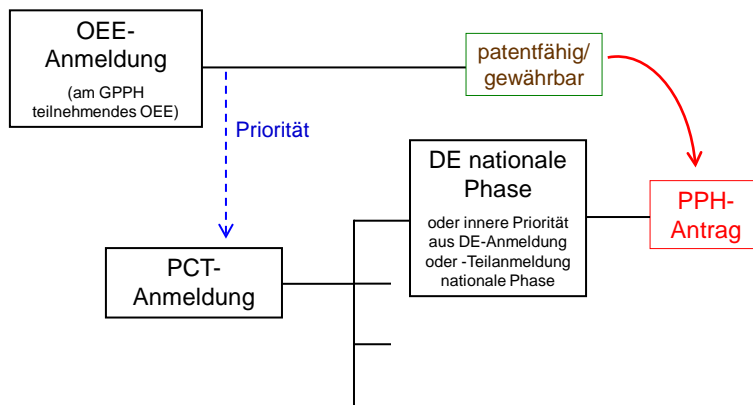 OEE-
Anmeldung
(am GPPH
teilnehmendes OEE)
patentfähig/
gewährbar
Priorität
DE nationale
Phase
oder innere Priorität
aus DE-Anmeldung
oder -Teilanmeldung
nationale Phase
PPH-
Antrag
PCT-
Anmeldung